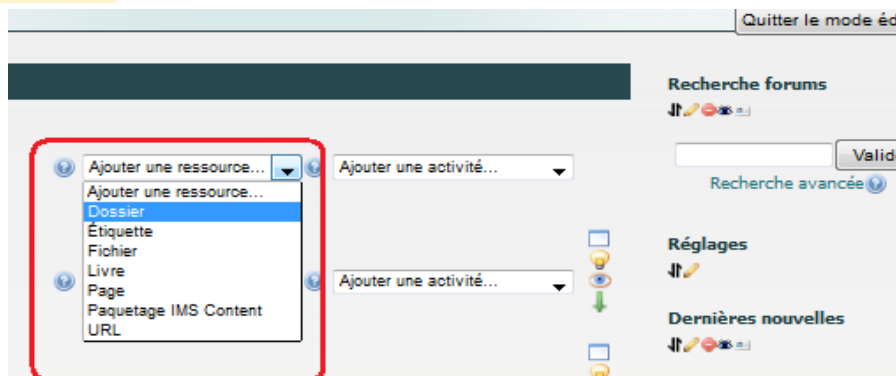 Quitter le mode éd
Recherche forums
Ajouter une ressource... Ajouter une activité...
Valid
Recherche avancée
Ajouter une ressource...
Dossier
Étiquette
Fichier
Livre
Page
Paquetage IMS Content
URL
Ajouter une activité...
Réglages
Dernières nouvelles